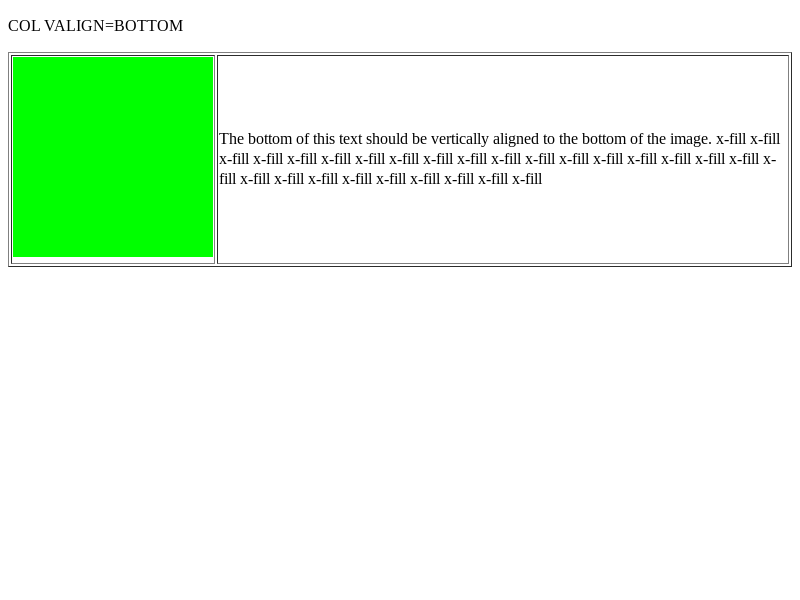 COL VALIGN=BOTTOM
The bottom of this text should be vertically aligned to the bottom of the image. x-fill x-fill
x-fill x-fill x-fill x-fill x-fill x-fill x-fill x-fill x-fill x-fill x-fill x-fill x-fill x-fill x-
fill x-fill x-fill x-fill x-fill x-fill x-fill x-fill x-fill x-fill